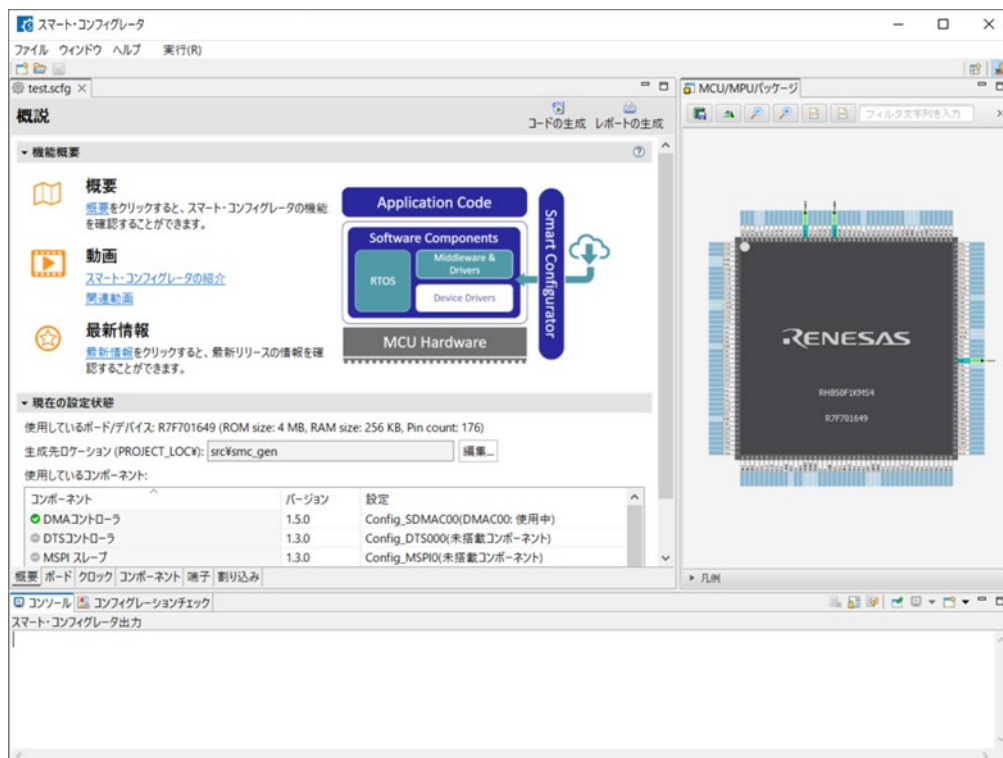 スマート・コンフィグレータ
ファイル ウィンドウ ヘルプ 実行(R)
test.scfg
概説
コードの生成 レポートの生成
機能概要
概要
概要をクリックすると、スマート・コンフィグレータの機能
を確認することができます。
動画
スマート・コンフィグレータの紹介
関連動画
最新情報
最新情報をクリックすると、最新リリースの情報を確
認することができます。
Application Code
Software Components
RTOS
Middleware &
Drivers
Device Drivers
MCU Hardware
Smart Configurator
現在の設定状態
使用しているボード/デバイス: R7F701649 (ROM size: 4 MB, RAM size: 256 KB, Pin count: 176)
生成先ロケーション (PROJECT_LOC¥): src¥smc_gen 編集...
使用しているコンポーネント:
コンポーネント バージョン 設定
DMAコントローラ 1.5.0 Config_SDMAC00(DMAC00: 使用中)
DTSコントローラ 1.3.0 Config_DTS000(未搭載コンポーネント)
MSPI スレーブ 1.3.0 Config_MSPI0(未搭載コンポーネント)
概要 ボード クロック コンポーネント 端子 割り込み
MCU/MPUパッケージ
フィルタ文字列を入力
RENESAS
RH850F1KMS4
R7F701649
凡例
コンソール コンフィグレーションチェック
スマート・コンフィグレータ出力